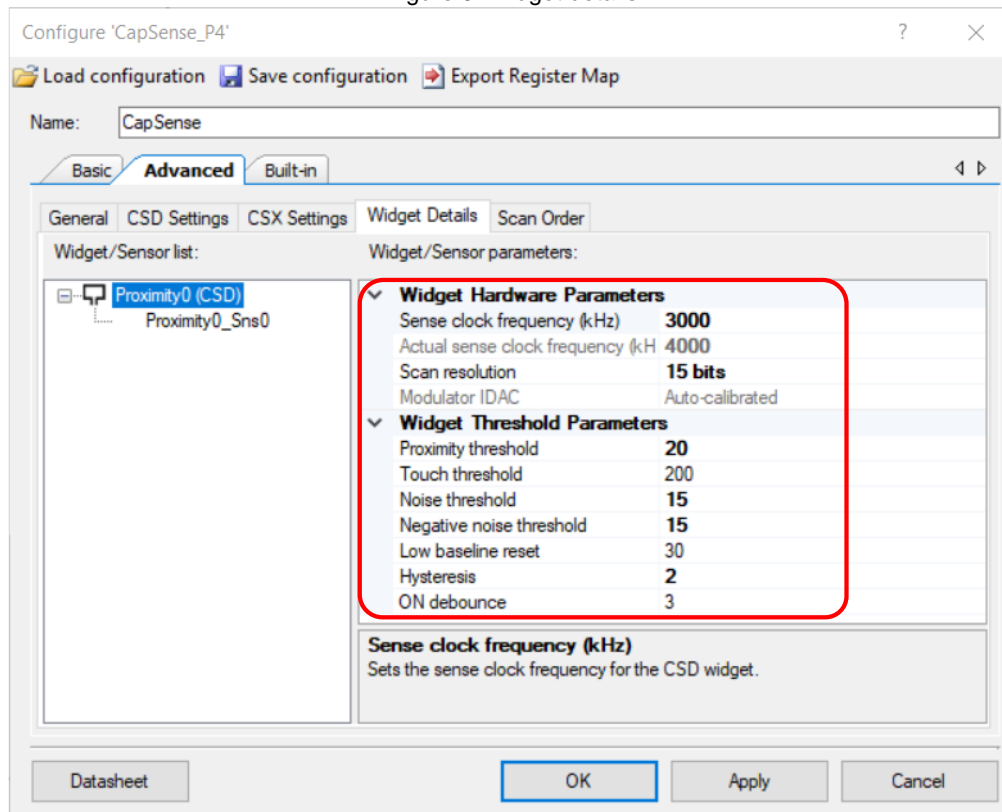 Configure 'CapSense_P4' ?
Load configuration Save configuration Export Register Map
Name: CapSense
Basic Advanced Built-in
General CSD Settings CSX Settings Widget Details Scan Order
Widget/Sensor list: Widget/Sensor parameters:
Proximity0 (CSD)
Proximity0_Sns0
Widget Hardware Parameters
Sense clock frequency (kHz) 3000
Actual sense clock frequency (kH 4000
Scan resolution 15 bits
Modulator IDAC Auto-calibrated
Widget Threshold Parameters
Proximity threshold 20
Touch threshold 200
Noise threshold 15
Negative noise threshold 15
Low baseline reset 30
Hysteresis 2
ON debounce 3
Sense clock frequency (kHz)
Sets the sense clock frequency for the CSD widget.
Datasheet OK Apply Cancel